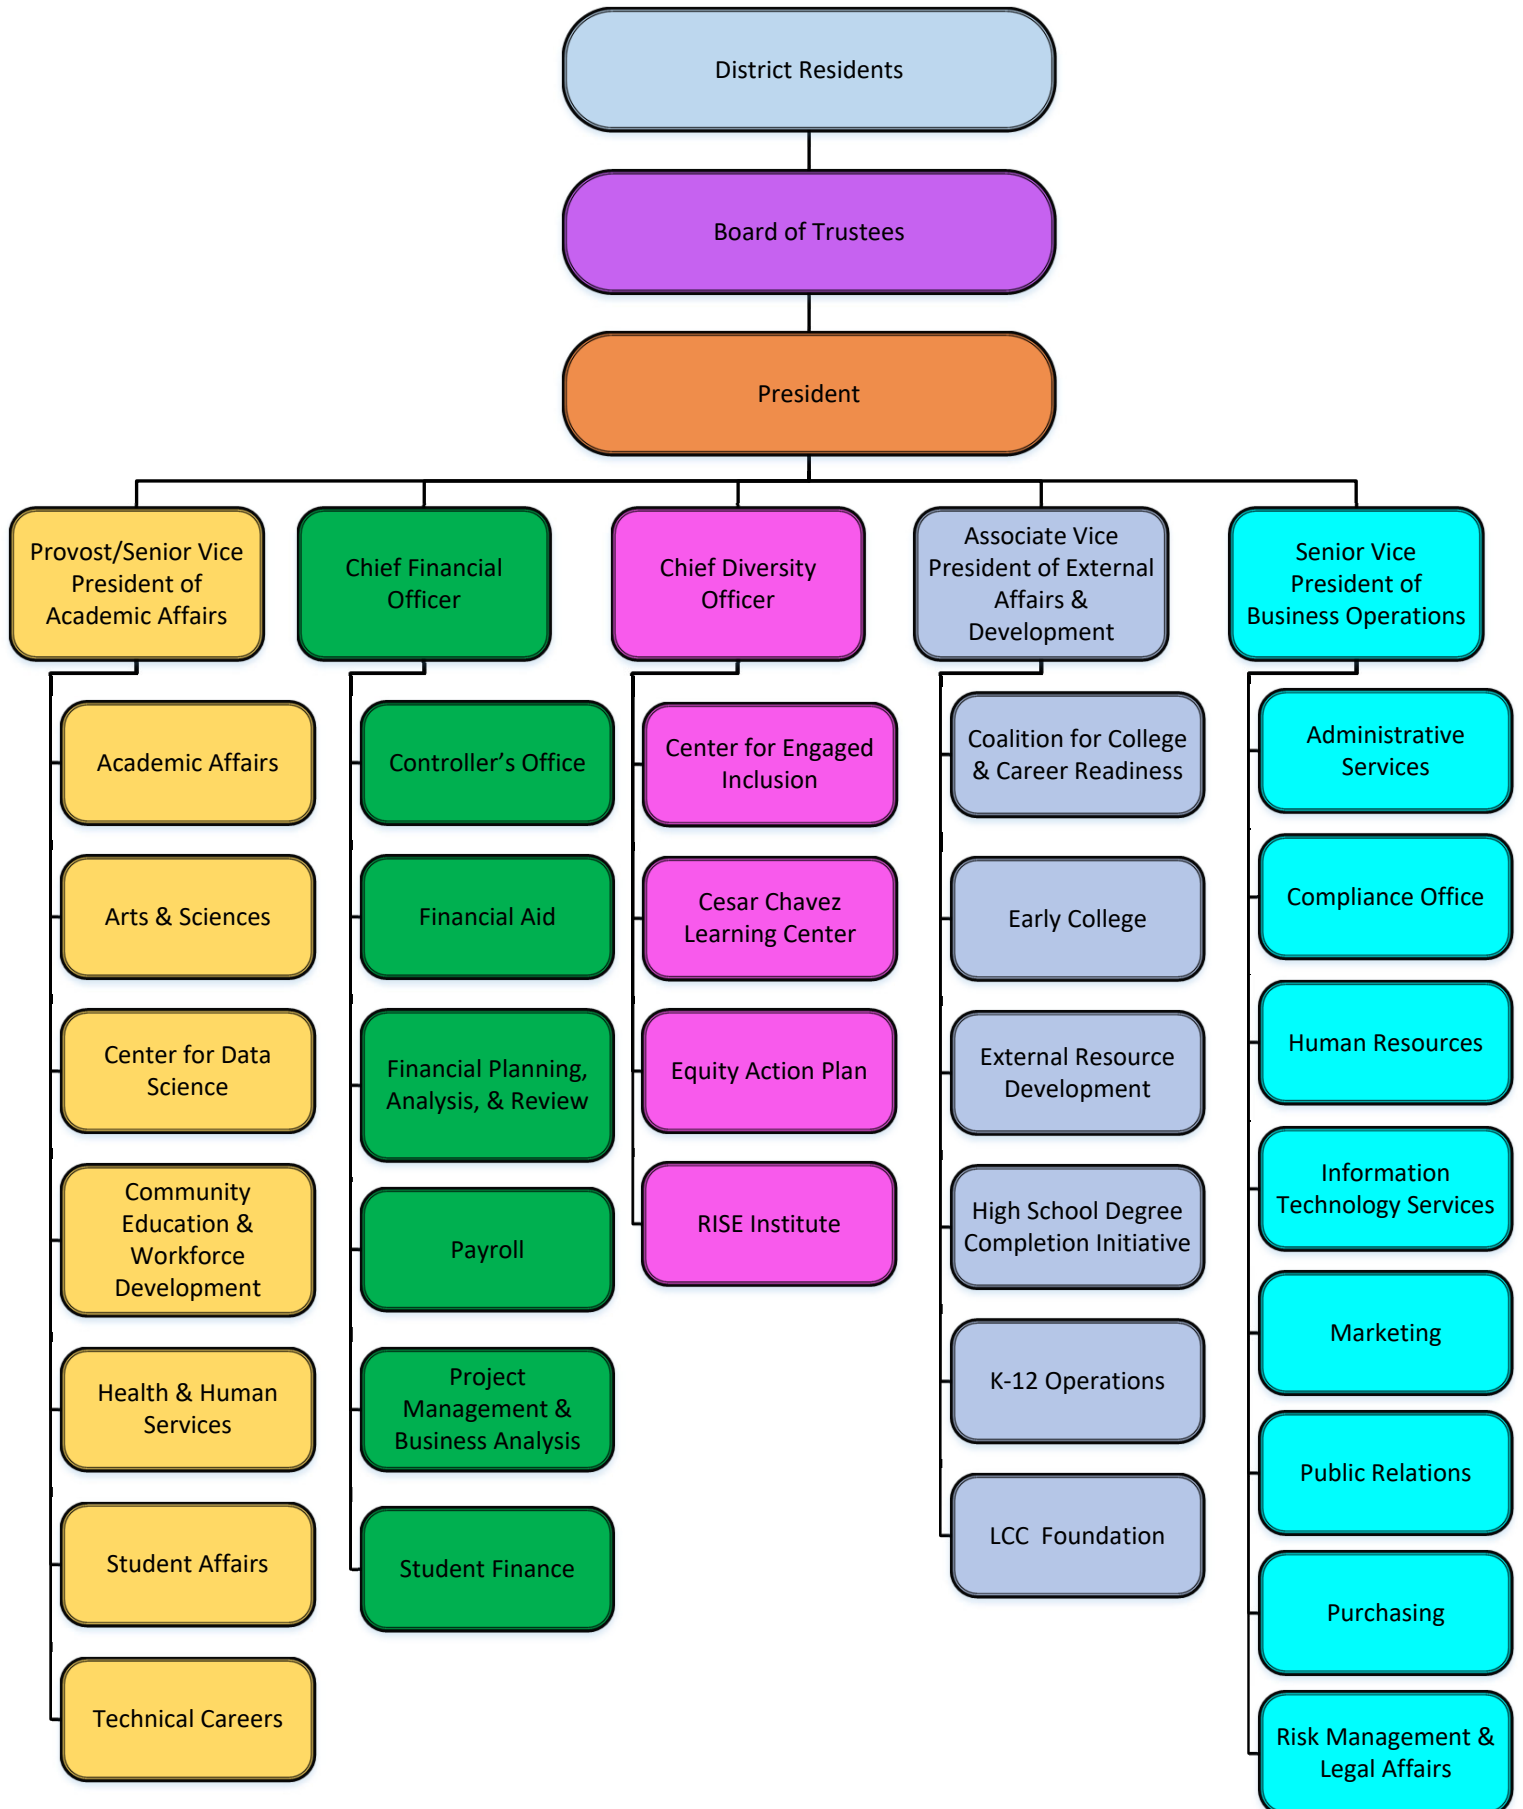 District Residents
Board of Trustees
President
Provost/Senior Vice
President of
Academic Affairs
Chief Financial
Officer
Chief Diversity
Officer
Associate Vice
President of External
Affairs &
Development
Senior Vice
President of
Business Operations
Academic Affairs
Arts & Sciences
Center for Data
Science
Community
Education &
Workforce
Development
Health & Human
Services
Student Affairs
Technical Careers
Controller’s Office
Financial Aid
Financial Planning,
Analysis, & Review
Payroll
Project
Management &
Business Analysis
Student Finance
Center for Engaged
Inclusion
Cesar Chavez
Learning Center
Equity Action Plan
RISE Institute
Coalition for College
& Career Readiness
Early College
External Resource
Development
High School Degree
Completion Initiative
K-12 Operations
LCC  Foundation
Administrative
Services
Compliance Office
Human Resources
Information
Technology Services
Marketing
Public Relations
Purchasing
Risk Management &
Legal Affairs